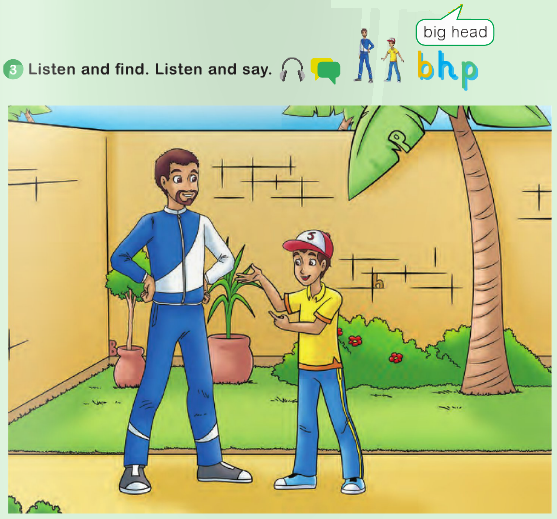 big head
3 Listen and find. Listen and say.
bhp